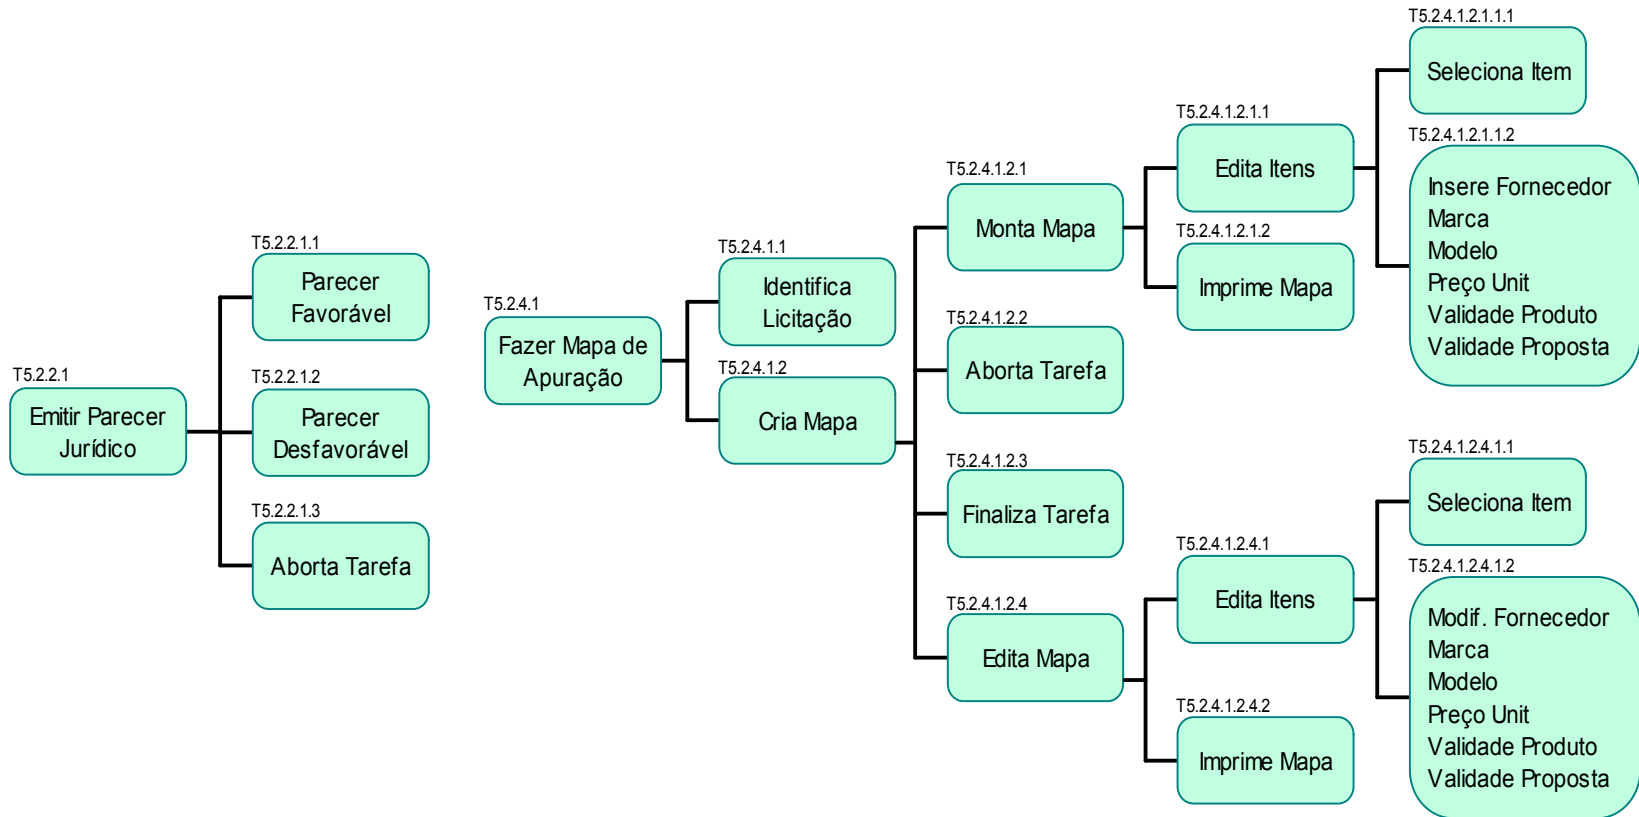 T5.2.2.1
Emitir Parecer
Jurídico
T5.2.2.1.1
Parecer
Favorável
T5.2.2.1.2
Parecer
Desfavorável
T5.2.2.1.3
Aborta Tarefa
T5.2.4.1
Fazer Mapa de
Apuração
T5.2.4.1.1
Identifica
Licitação
T5.2.4.1.2
Cria Mapa
T5.2.4.1.2.1
Monta Mapa
T5.2.4.1.2.2
Aborta Tarefa
T5.2.4.1.2.3
Finaliza Tarefa
T5.2.4.1.2.4
Edita Mapa
T5.2.4.1.2.1.1
Edita Itens
T5.2.4.1.2.1.2
Imprime Mapa
T5.2.4.1.2.4.1
Edita Itens
T5.2.4.1.2.4.2
Imprime Mapa
T5.2.4.1.2.1.1.1
Seleciona Item
T5.2.4.1.2.1.1.2
Insere Fornecedor
Marca
Modelo
Preço Unit
Validade Produto
Validade Proposta
T5.2.4.1.2.4.1.1
Seleciona Item
T5.2.4.1.2.4.1.2
Modif. Fornecedor
Marca
Modelo
Preço Unit
Validade Produto
Validade Proposta